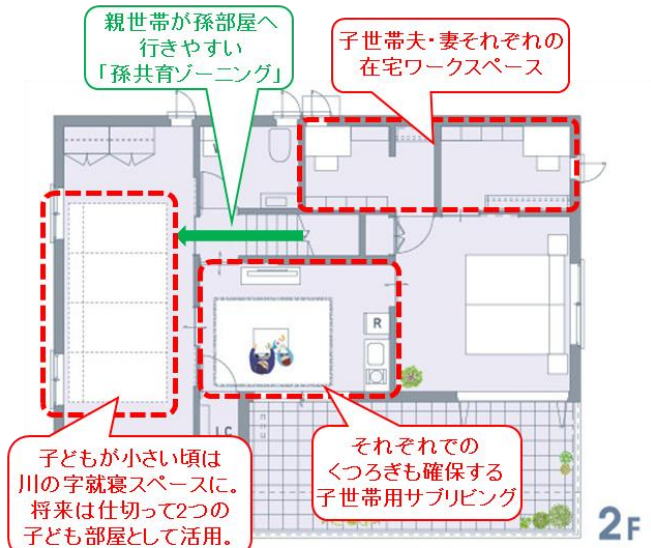 親世帯が孫部屋へ
行きやすい
「孫共育ゾーニング」
子世帯夫・妻それぞれの
在宅ワークスペース
R
子どもが小さい頃は
川の字就寝スペースに。
将来は仕切って2つの
子ども部屋として活用。
それぞれでの
くつろぎも確保する
子世帯用サブリビング
2F